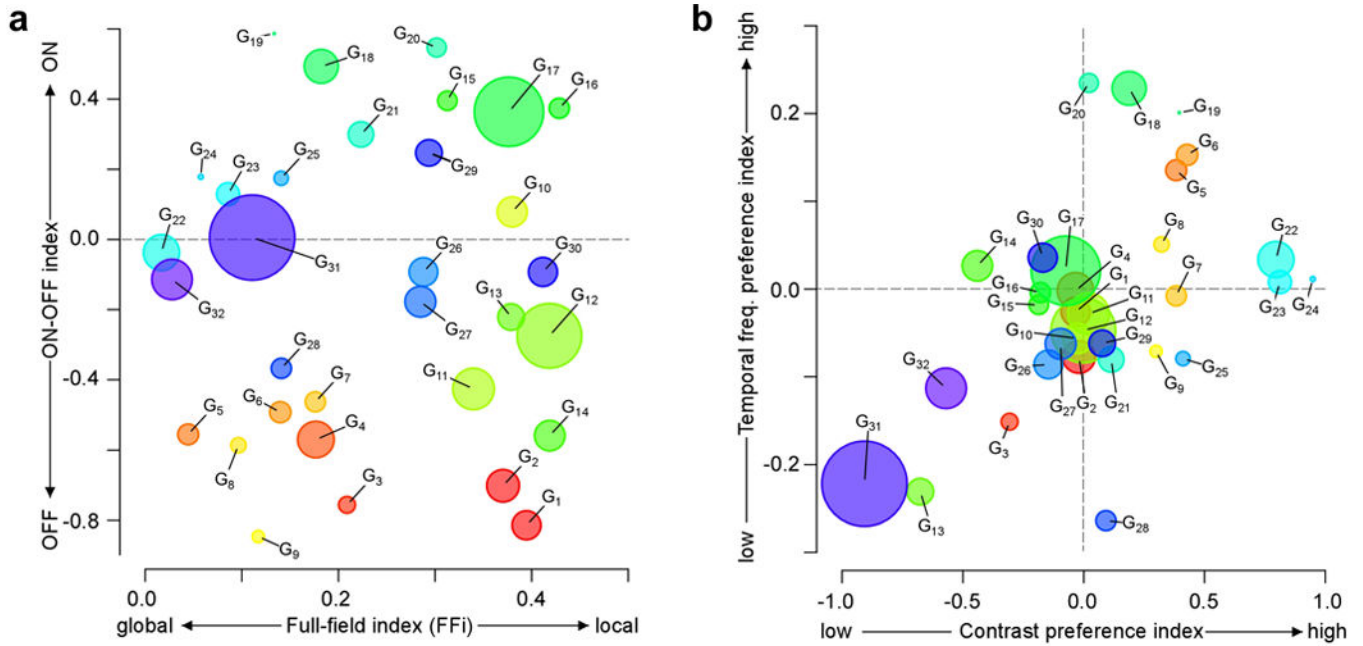 a
ON-OFF index
ON
OFF
0.4
0.0
-0.4
-0.8
G19
G18
G20
G15
G17
G16
G21
G24
G23
G25
G29
G10
G22
G31
G26
G30
G32
G13
G12
G27
G28
G11
G7
G6
G5
G4
G14
G8
G2
G3
G1
G9
0.0 0.2 0.4
global Full-field index (FFi) local
b
Temporal freq. preference index
high
low
0.2
0.0
-0.2
G20
G18
G19
G6
G5
G30
G17
G8
G22
G14
G4
G1
G7
G16
G11
G15
G12
G23
G24
G10
G29
G32
G26
G9
G25
G27
G2
G21
G31
G3
G13
G28
-1.0 -0.5 0.0 0.5 1.0
low Contrast preference index high